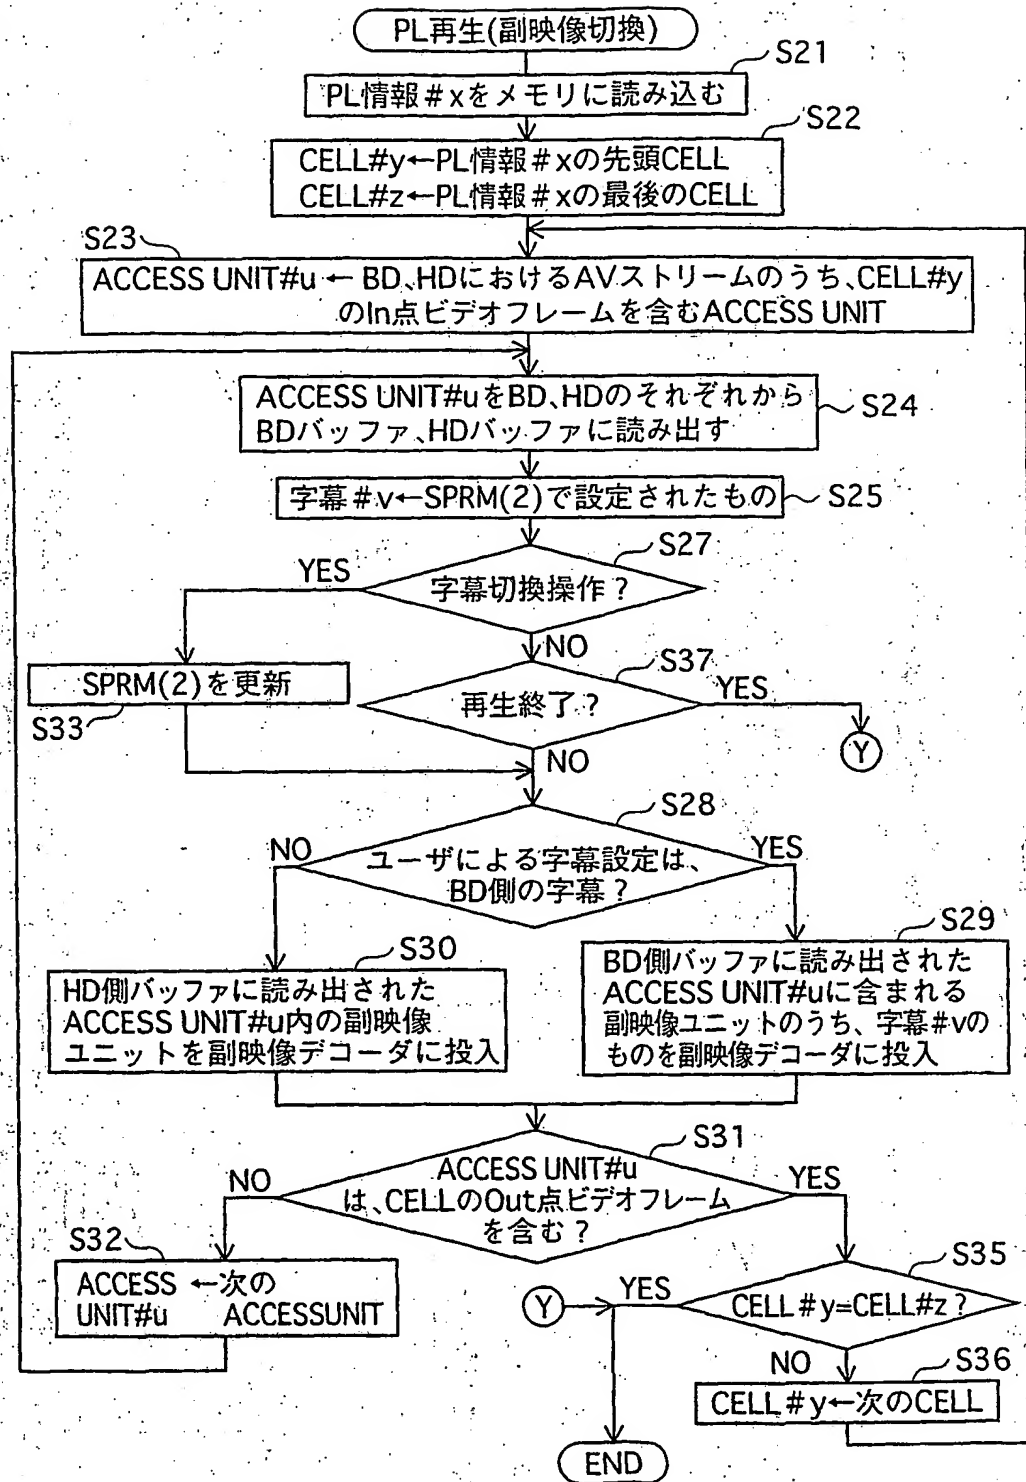 PL再生(副映像切換)
S21
PL情報#xをメモリに読み込む
S22
CELL#y←PL情報#xの先頭CELL
CELL#z←PL情報#xの最後のCELL
S23
ACCESS UNIT#u ← BD、HDにおけるAVストリームのうち、CELL#y
のIn点ビデオフレームを含むACCESS UNIT
ACCESS UNIT#uをBD、HDのそれぞれから
BDバッファ、HDバッファに読み出す
S24
字幕#v←SPRM(2)で設定されたもの
S25
S27
YES
字幕切換操作?
NO
S37
SPRM(2)を更新
S33
再生終了?
YES
Y
NO
S28
NO
YES
ユーザによる字幕設定は、
BD側の字幕?
S30
HD側バッファに読み出された
ACCESS UNIT#u内の副映像
ユニットを副映像デコーダに投入
S29
BD側バッファに読み出された
ACCESS UNIT#uに含まれる
副映像ユニットのうち、字幕#vの
ものを副映像デコーダに投入
S31
NO
YES
ACCESS UNIT#u
は、CELLのOut点ビデオフレーム
を含む?
S32
ACCESS ←次の
UNIT#u ACCESSUNIT
S35
Y
YES
CELL#y=CELL#z?
NO
S36
CELL#y←次のCELL
END